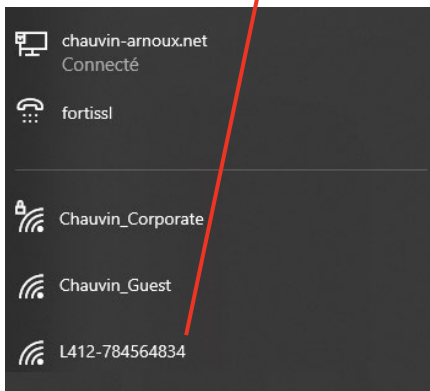 chauvin-arnoux.net
Connecté
fortissl
Chauvin_Corporate
Chauvin_Guest
L412-784564834